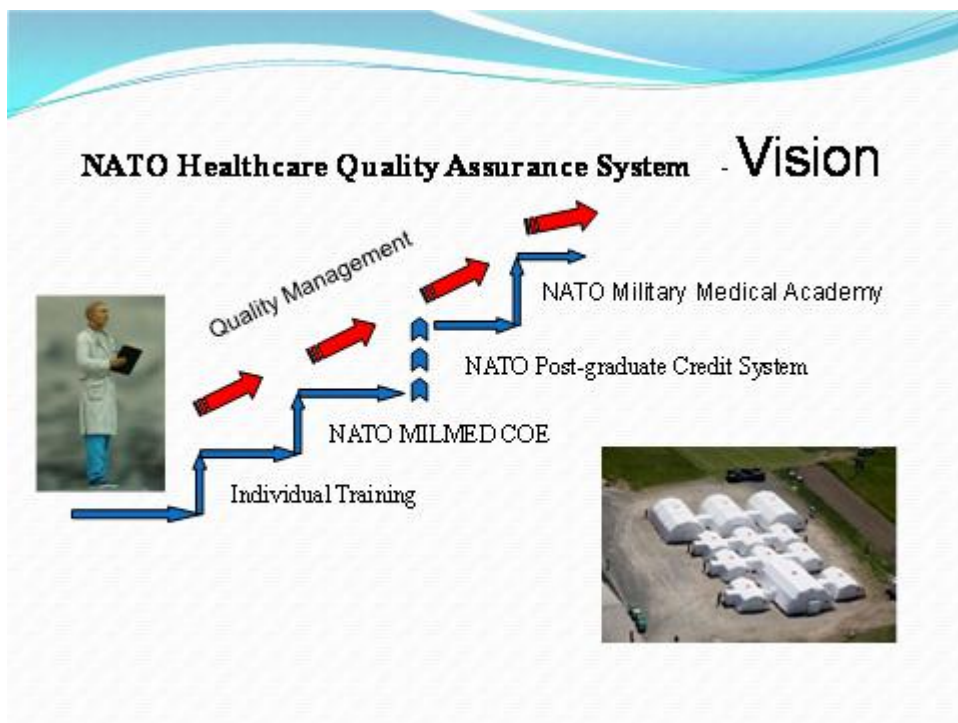 NATO Healthcare Quality Assurance System - Vision
Quality Management
NATO Military Medical Academy
NATO Post-graduate Credit System
NATO MILMED COE
Individual Training